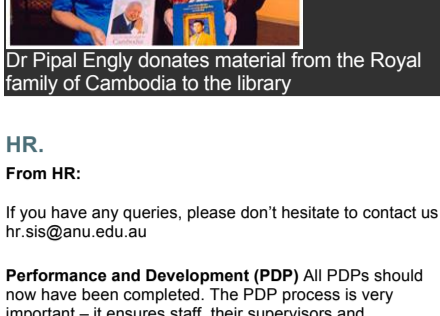 Cambodia
Dr Pipal Engly donates material from the Royal
family of Cambodia to the library
HR.
From HR:
If you have any queries, please don’t hesitate to contact us
hr.sis@anu.edu.au
Performance and Development (PDP) All PDPs should
now have been completed. The PDP process is very
important – it ensures staff, their supervisors and